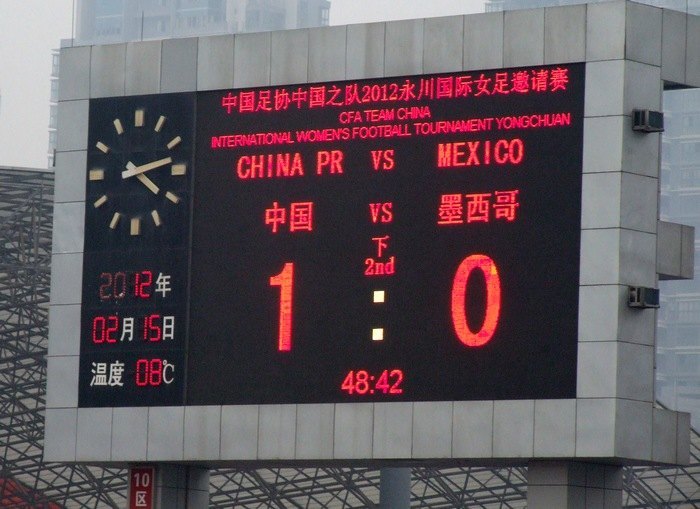 中国足协中国之队2012永川国际女足邀请赛
CFA TEAM CHINA
INTERNATIONAL WOMEN'S FOOTBALL TOURNAMENT YONGCHUAN
CHINA PR VS MEXICO
中国 VS 墨西哥
下
2nd
1 : 0
48:42
2012年
02月15日
温度 08℃
10
区